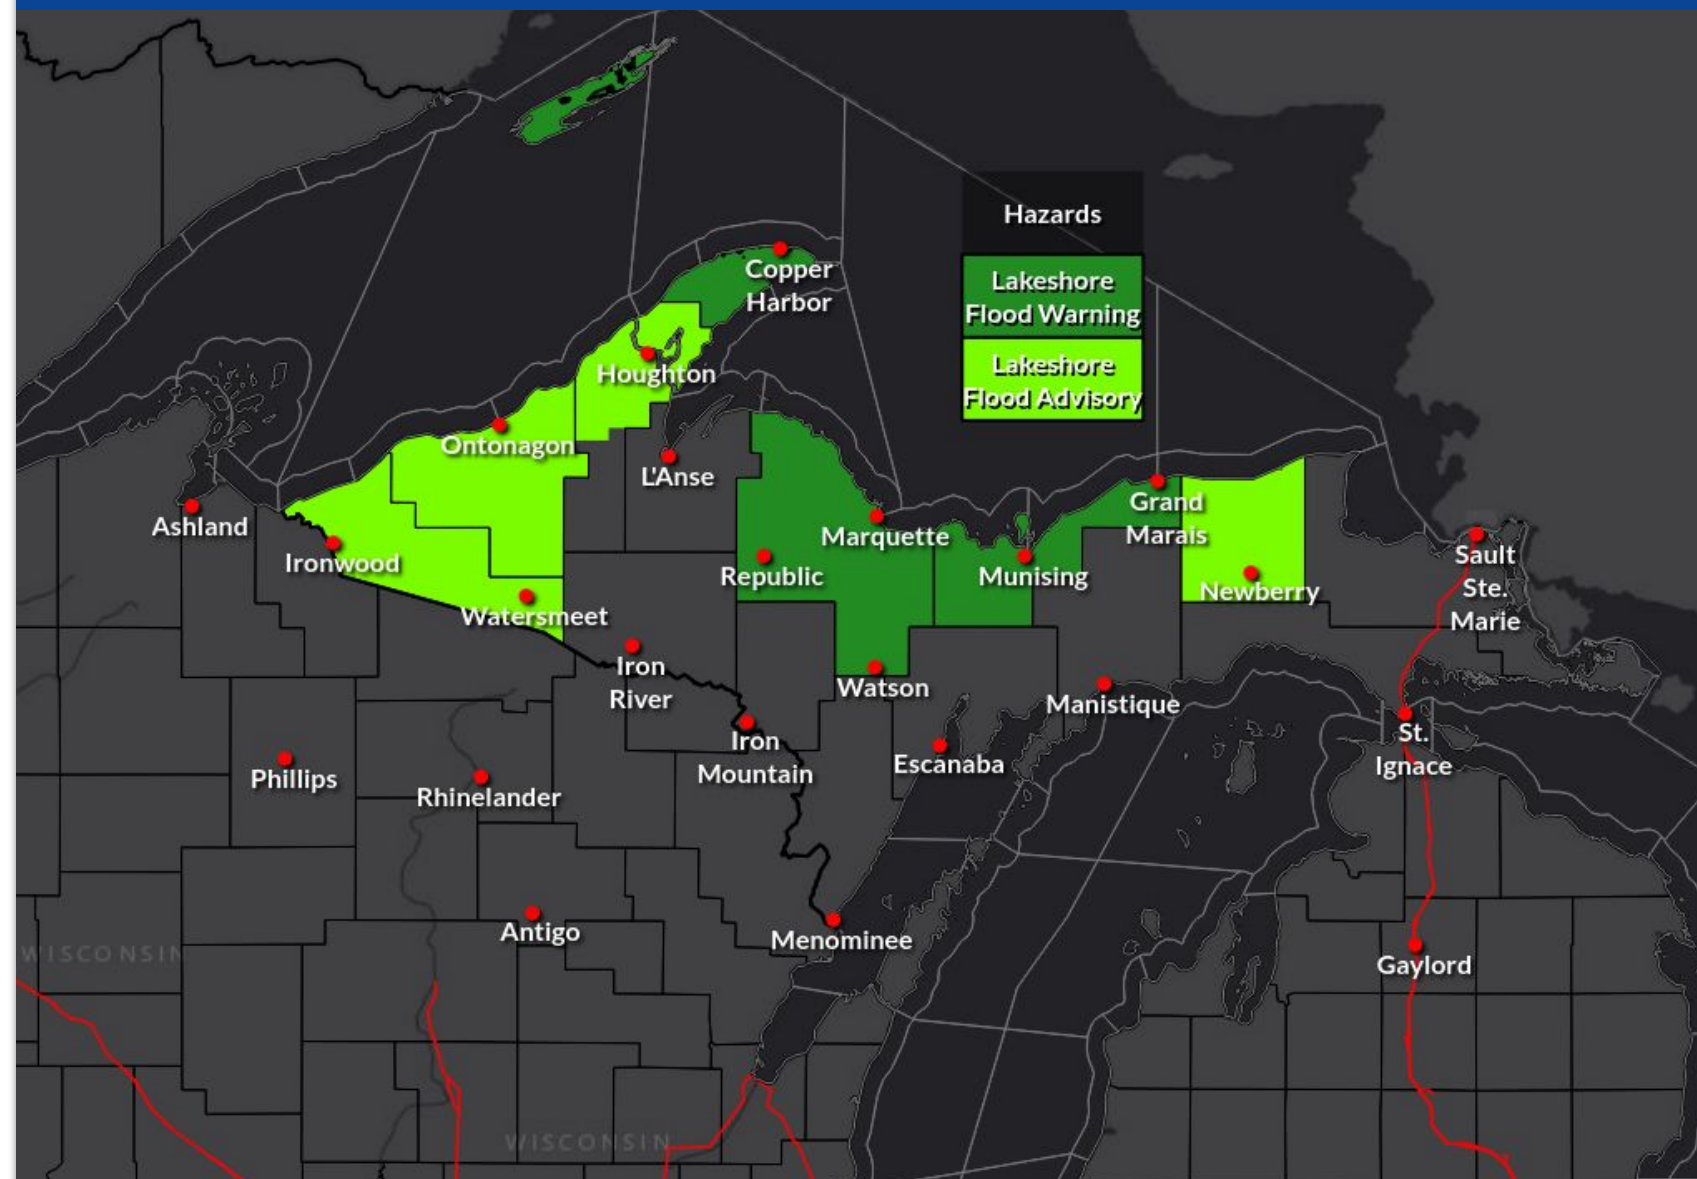 Hazards
Lakeshore
Flood Warning
Lakeshore
Flood Advisory
Copper
Harbor
Houghton
Ontonagon
L'Anse
Ashland
Ironwood
Watersmeet
Marquette
Republic
Munising
Grand
Marais
Newberry
Sault
Ste.
Marie
Iron
River
Watson
Manistique
St.
Ignace
Iron
Mountain
Escanaba
Phillips
Rhinelander
Antigo
Menominee
Gaylord
WISCONSIN
WISCONSIN